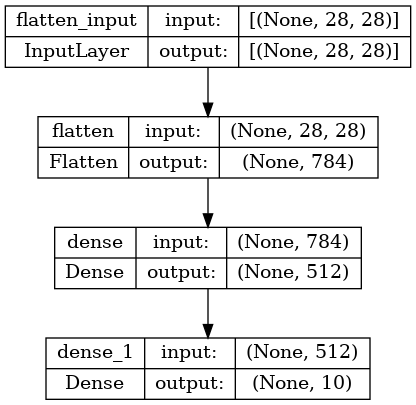 flatten_input input: [(None, 28, 28)]
InputLayer output: [(None, 28, 28)]
flatten input: (None, 28, 28)
Flatten output: (None, 784)
dense input: (None, 784)
Dense output: (None, 512)
dense_1 input: (None, 512)
Dense output: (None, 10)